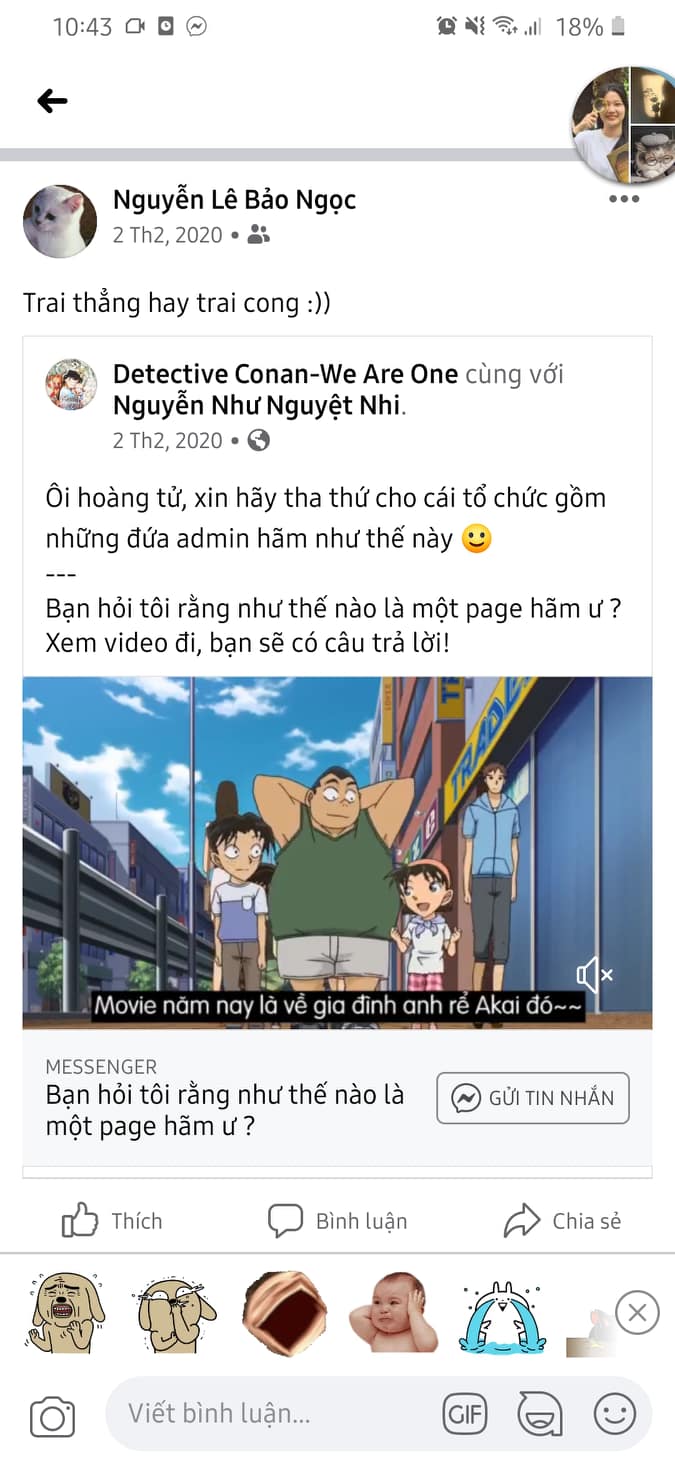 10:43
18%
Nguyễn Lê Bảo Ngọc
2 Th2, 2020 •
Trai thẳng hay trai cong :))
Detective Conan-We Are One cùng với
Nguyễn Như Nguyệt Nhi.
2 Th2, 2020 •
Ôi hoàng tử, xin hãy tha thứ cho cái tổ chức gồm
những đứa admin hãm như thế này 🙂
---
Bạn hỏi tôi rằng như thế nào là một page hãm ư ?
Xem video đi, bạn sẽ có câu trả lời!
Movie năm nay là về gia đình anh rể Akai đó~~
MESSENGER
Bạn hỏi tôi rằng như thế nào là
một page hãm ư ?
GỬI TIN NHẮN
Thích
Bình luận
Chia sẻ
Viết bình luận...
GIF